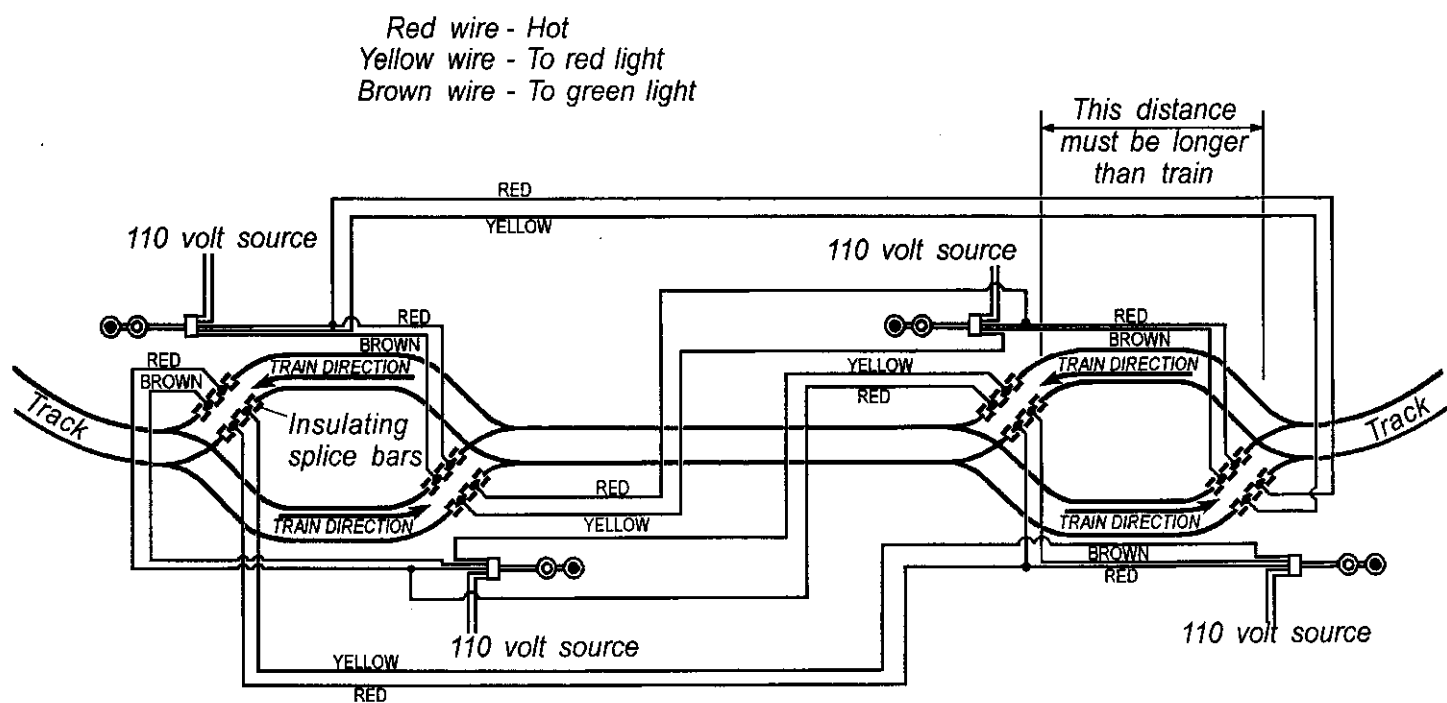 Red wire - Hot
Yellow wire - To red light
Brown wire - To green light
This distance
must be longer
than train
RED
YELLOW
110 volt source
110 volt source
RED
BROWN
RED
BROWN
RED
BROWN
YELLOW
RED
TRAIN DIRECTION
TRAIN DIRECTION
Track
Insulating
splice bars
Track
RED
YELLOW
TRAIN DIRECTION
TRAIN DIRECTION
BROWN
RED
110 volt source
110 volt source
YELLOW
RED